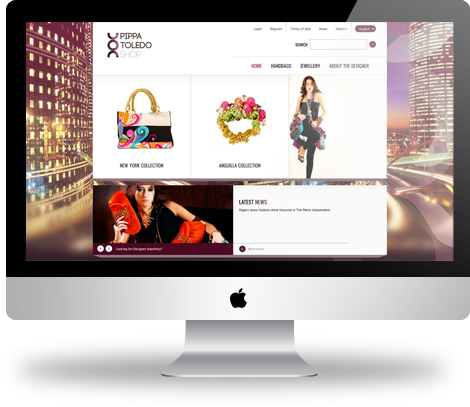 PIPPA
TOLEDO
SHOP
Login Register Terms of Sale News Contact English
SEARCH
HOME HANDBAGS JEWELLERY ABOUT THE DESIGNER
NEW YORK COLLECTION
ANGUILLA COLLECTION
LATEST NEWS
Pippa's latest fashion show featured in The Malta Independent.
Looking for Designer Jewellery?